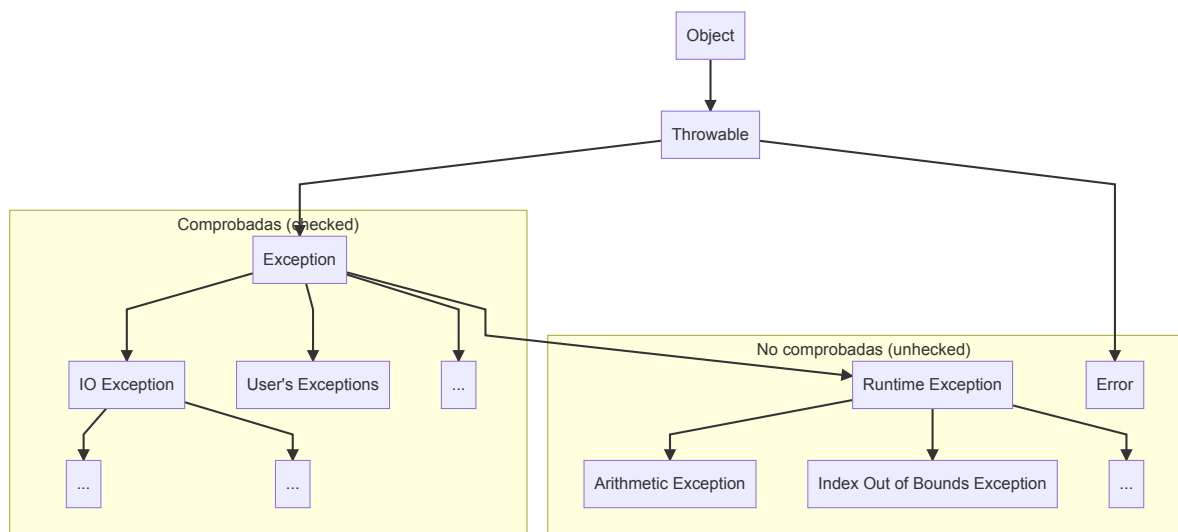 Object
Throwable
Comprobadas (checked)
Exception
IO Exception
User's Exceptions
...
...
...
No comprobadas (unhecked)
Runtime Exception
Error
Arithmetic Exception
Index Out of Bounds Exception
...